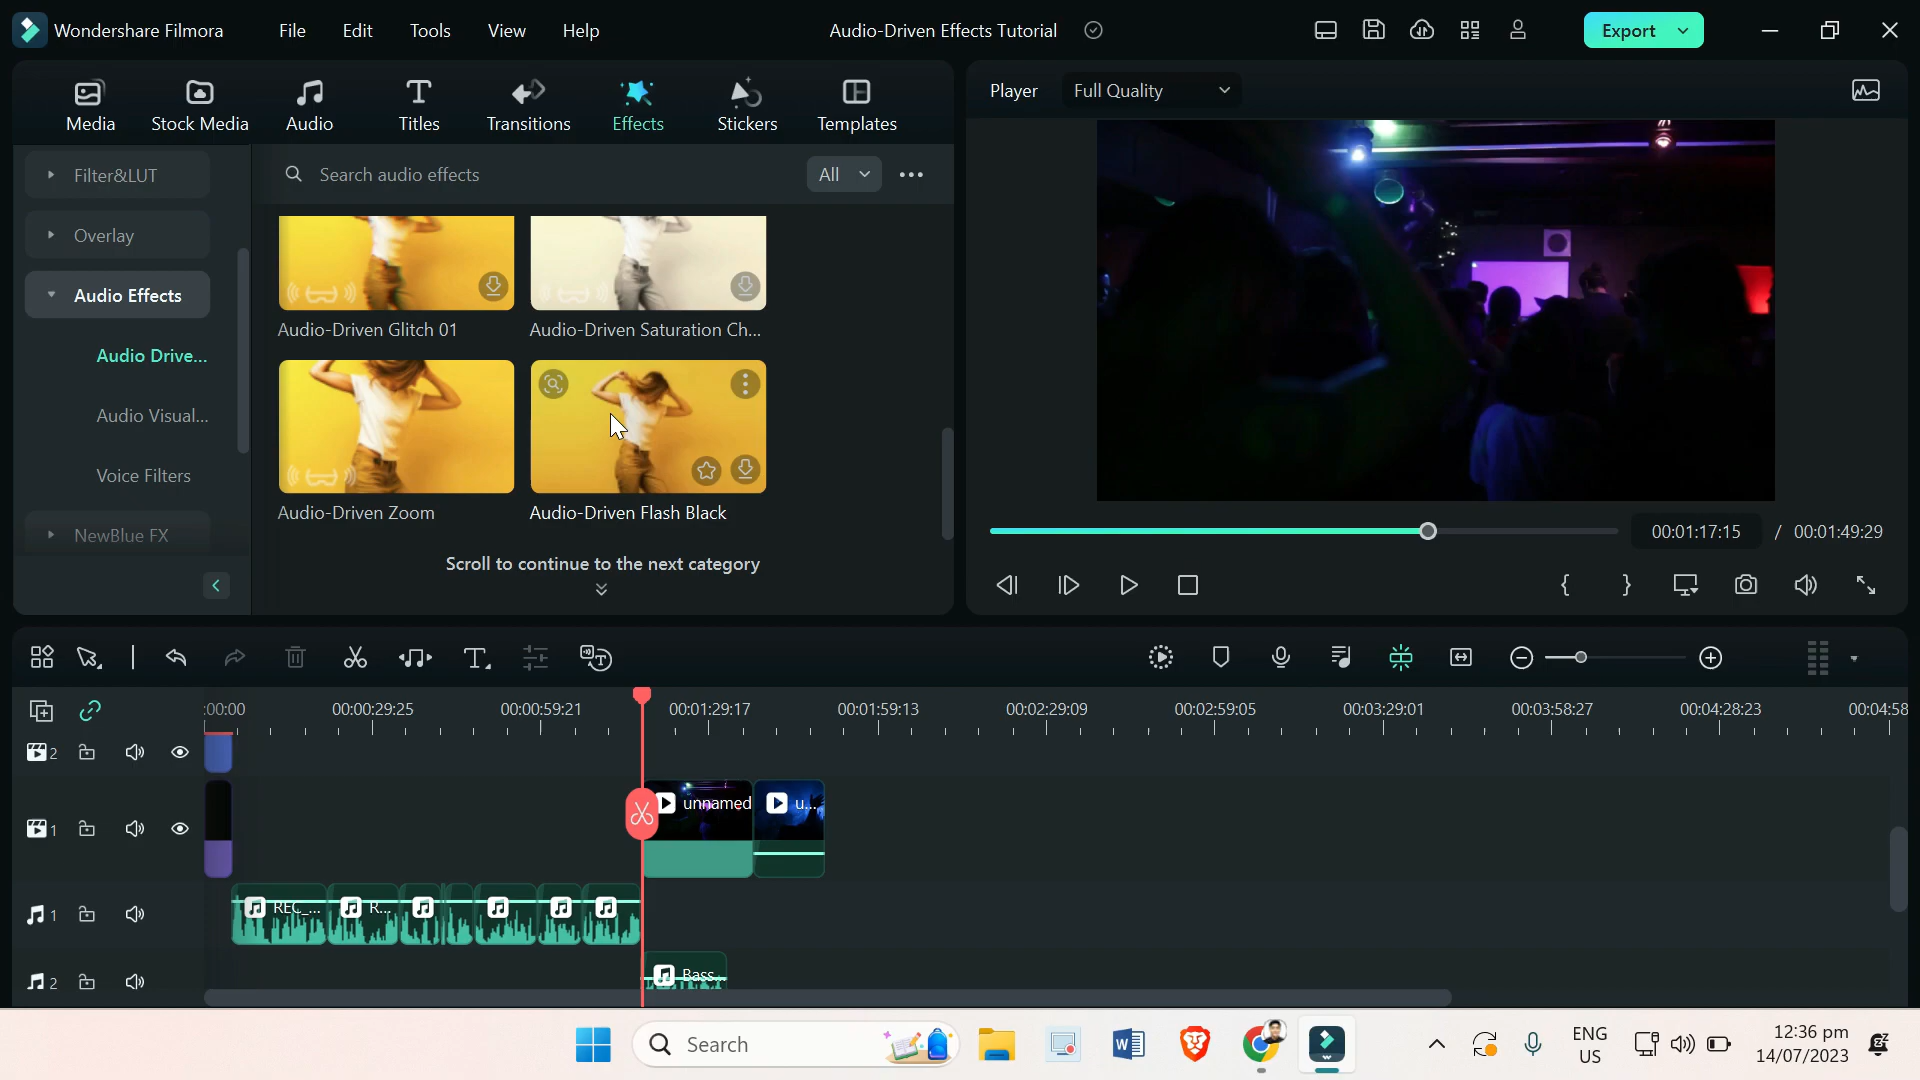 Wondershare Filmora File Edit Tools View Help Audio-Driven Effects Tutorial Export
Media Stock Media Audio Titles Transitions Effects Stickers Templates
Player Full Quality
Filter&LUT
Overlay
Audio Effects
Audio Drive...
Audio Visual...
Voice Filters
NewBlue FX
Search audio effects All
Audio-Driven Glitch 01 Audio-Driven Saturation Ch...
Audio-Driven Zoom Audio-Driven Flash Black
Scroll to continue to the next category
00:01:17:15 / 00:01:49:29
:00:00 00:00:29:25 00:00:59:21 00:01:29:17 00:01:59:13 00:02:29:09 00:02:59:05 00:03:29:01 00:03:58:27 00:04:28:23 00:04:58
2
1 unnamed u...
1 REC_... R...
2 Bass...
Search
ENG
US
12:36 pm
14/07/2023